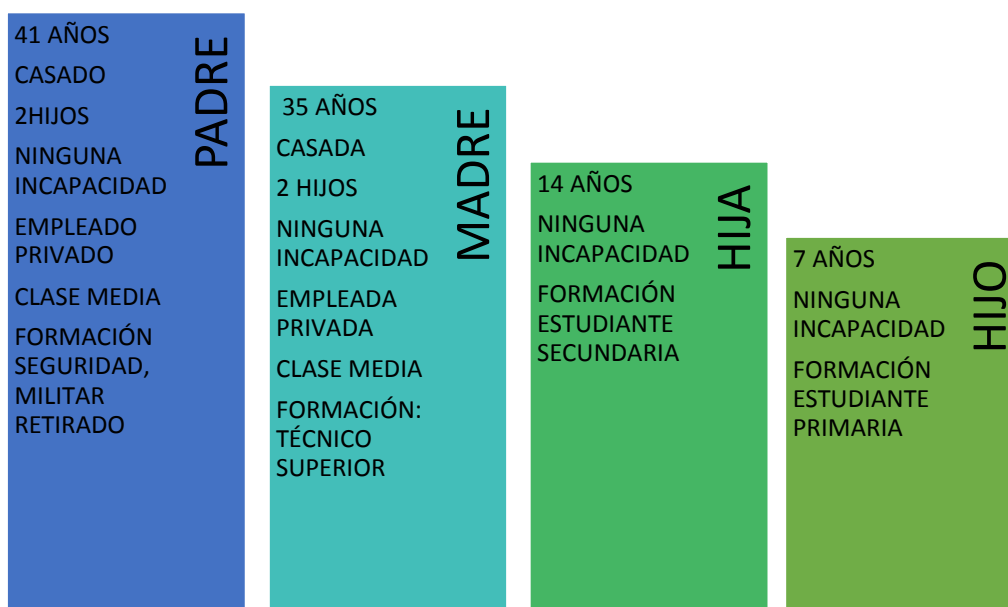 PADRE
41 AÑOS
CASADO
2HIJOS
NINGUNA
INCAPACIDAD
EMPLEADO
PRIVADO
CLASE MEDIA
FORMACIÓN
SEGURIDAD,
MILITAR
RETIRADO
MADRE
35 AÑOS
CASADA
2 HIJOS
NINGUNA
INCAPACIDAD
EMPLEADA
PRIVADA
CLASE MEDIA
FORMACIÓN:
TÉCNICO
SUPERIOR
HIJA
14 AÑOS
NINGUNA
INCAPACIDAD
FORMACIÓN
ESTUDIANTE
SECUNDARIA
HIJO
7 AÑOS
NINGUNA
INCAPACIDAD
FORMACIÓN
ESTUDIANTE
PRIMARIA